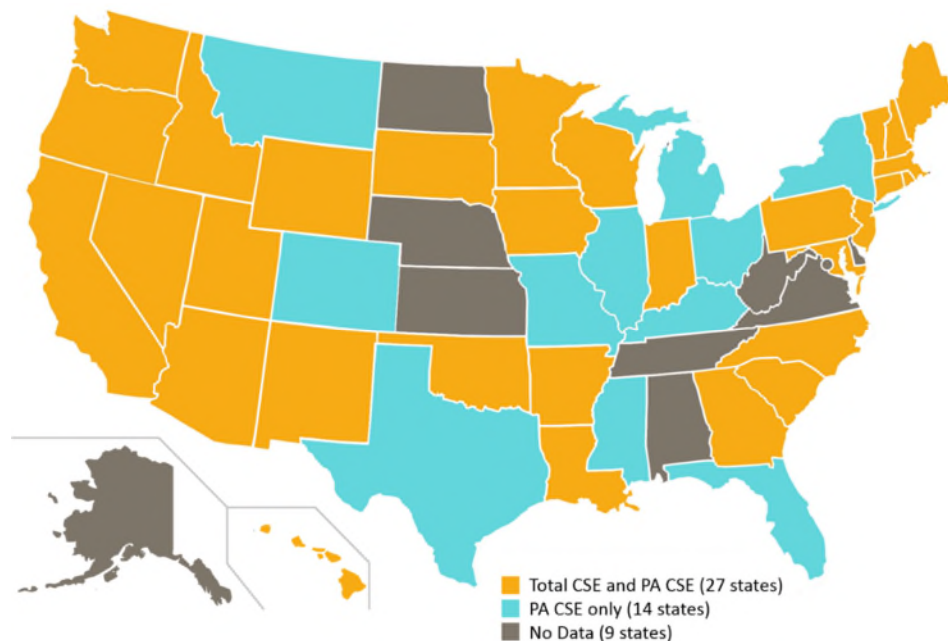 Total CSE and PA CSE (27 states)
PA CSE only (14 states)
No Data (9 states)